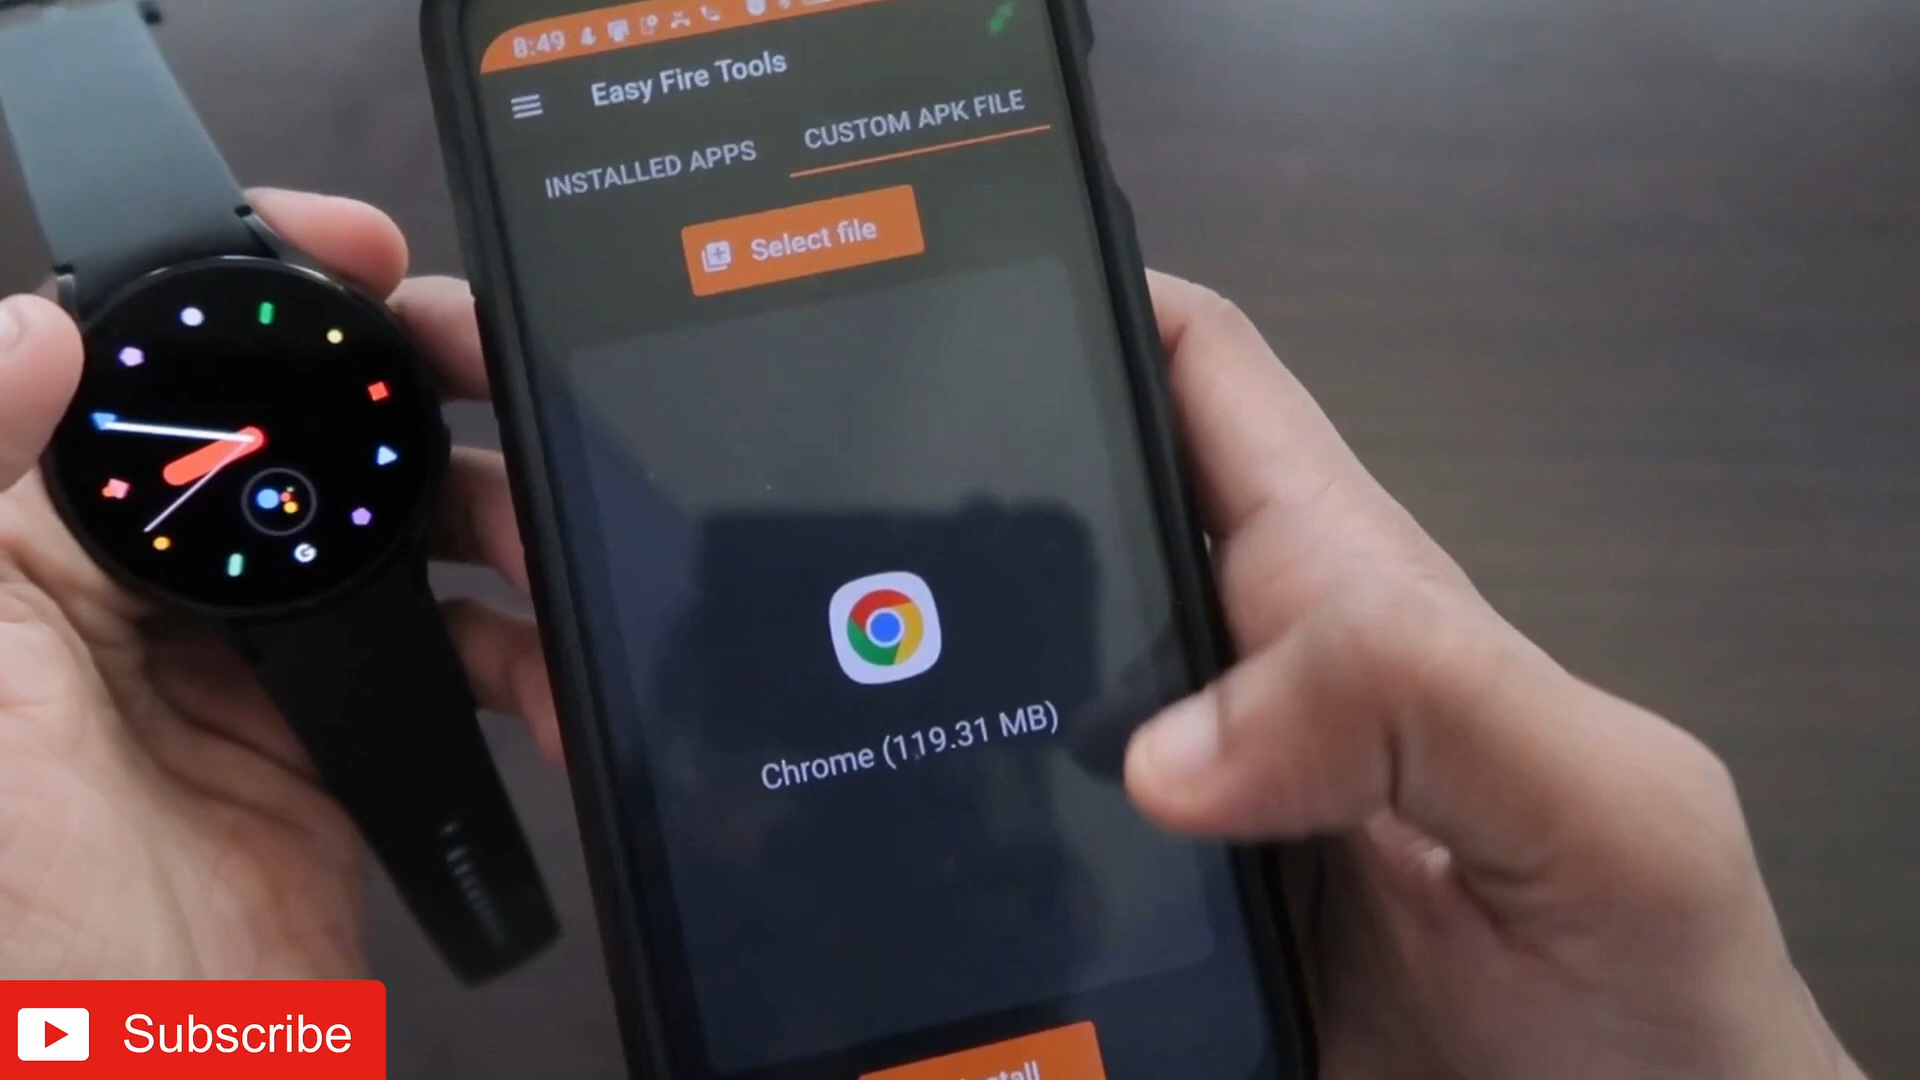 8:49
Easy Fire Tools
INSTALLED APPS
CUSTOM APK FILE
Select file
Chrome (119.31 MB)
Subscribe